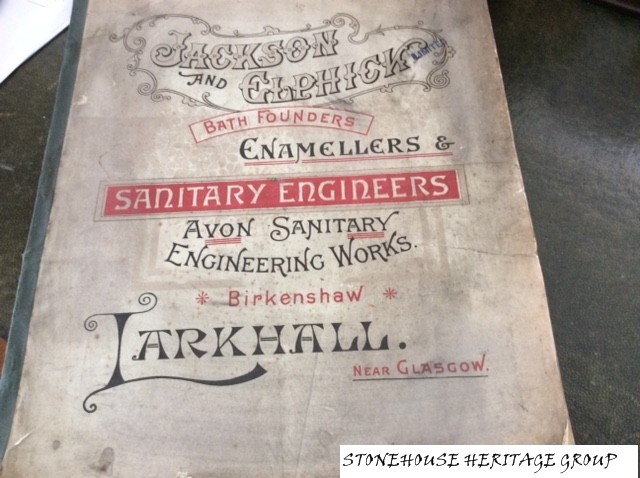 JACKSON
AND ELPHICK LIMITED
BATH FOUNDERS
ENAMELLERS &
SANITARY ENGINEERS
AVON SANITARY
ENGINEERING WORKS.
* Birkenshaw *
LARKHALL.
NEAR GLASGOW.
STONEHOUSE HERITAGE GROUP